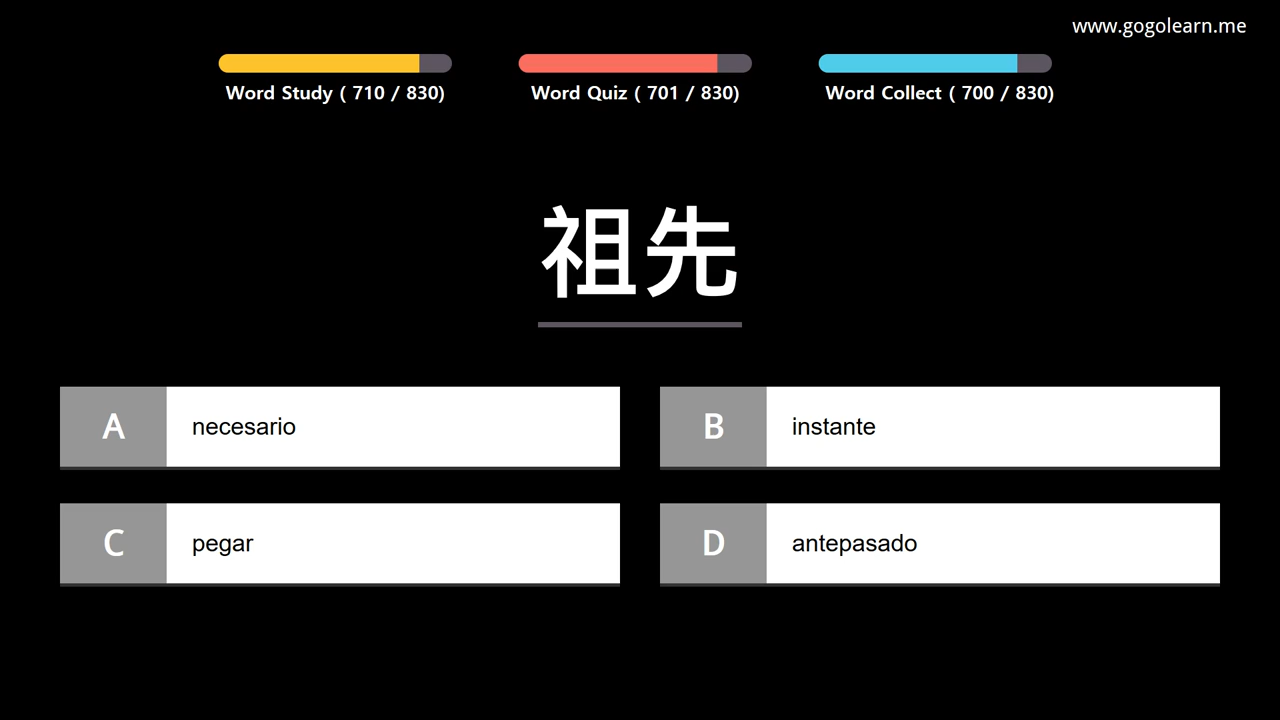 www.gogolearn.me
Word Study ( 710 / 830)
Word Quiz ( 701 / 830)
Word Collect ( 700 / 830)
祖先
A necesario
B instante
C pegar
D antepasado